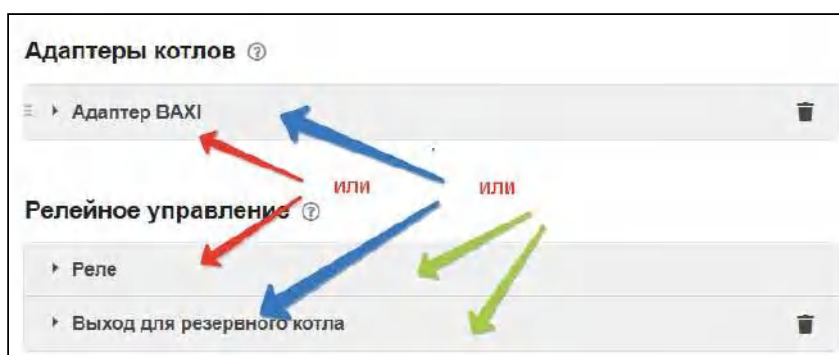 Адаптеры котлов ?
Адаптер BAXI
или
или
Релейное управление ?
Реле
Выход для резервного котла